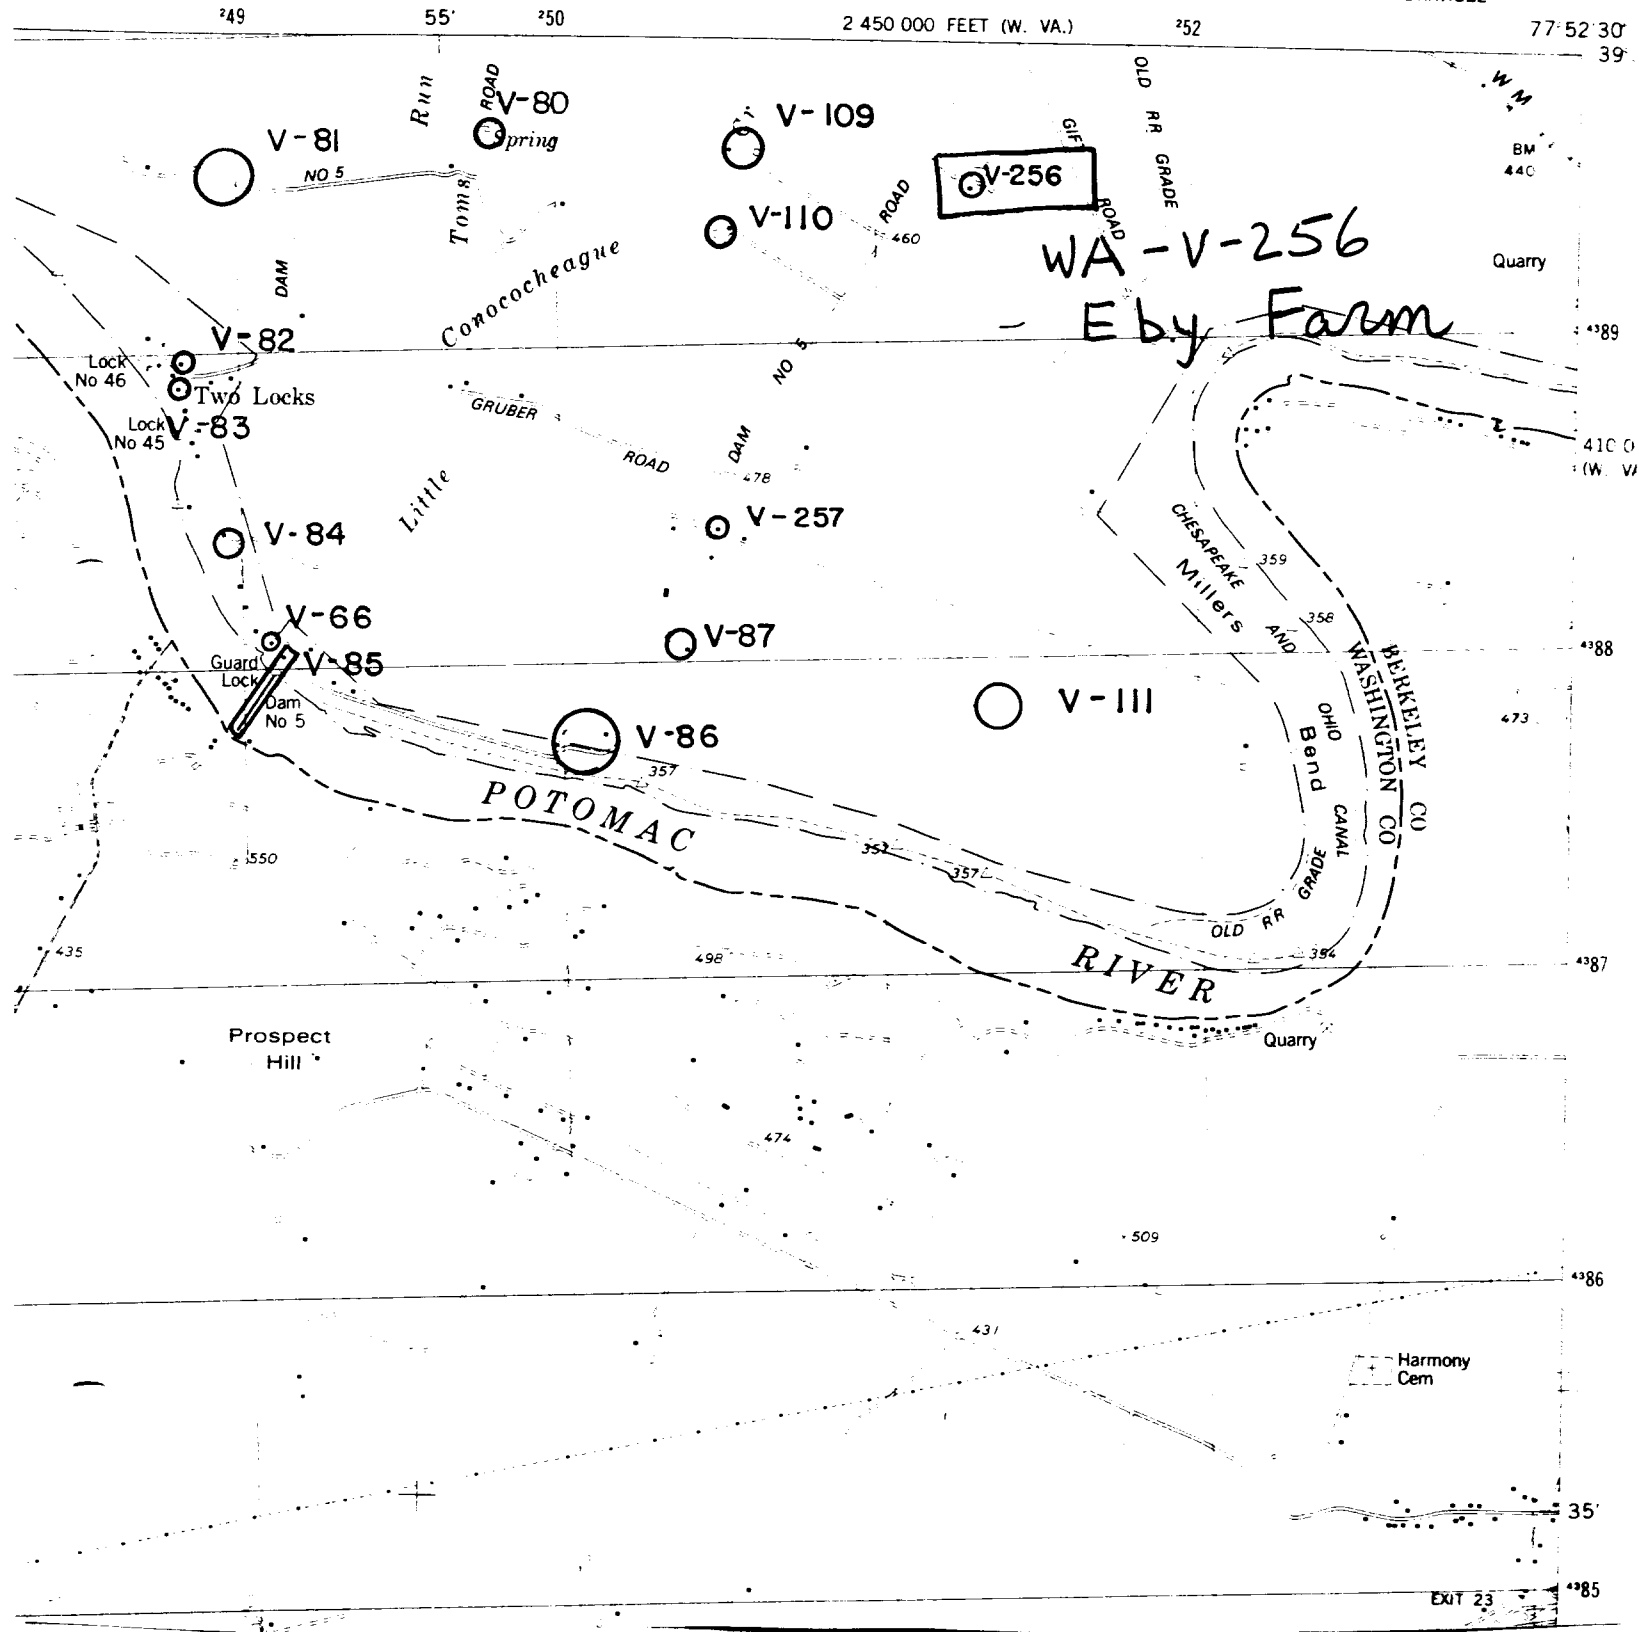 ²49 55' ²50 2 450 000 FEET (W. VA.) ²52 77°52'30"
39
Run
ROAD
V-80
Spring
V-81
NO 5
Toms
V-109
V-110
ROAD
460
GIFT
ROAD
V-256
OLD RR GRADE
W M
BM
440
WA-V-256
Eby Farm
Quarry
DAM
Little Conococheague
V-82
Lock
No 46
Two Locks
V-83
Lock
No 45
⁴³89
GRUBER ROAD
DAM NO 5
478
410 0
(W. VA
V-84
V-257
CHESAPEAKE AND OHIO CANAL
Millers Bend
359
358
V-66
V-85
Guard
Lock
Dam
No 5
V-87
⁴³88
V-111
BERKELEY CO
WASHINGTON CO
473
V-86
357
POTOMAC RIVER
357
357
550
OLD RR GRADE
435
498
354
⁴³87
Prospect
Hill
Quarry
474
509
⁴³86
431
Harmony
Cem
35'
⁴³85
EXIT 23